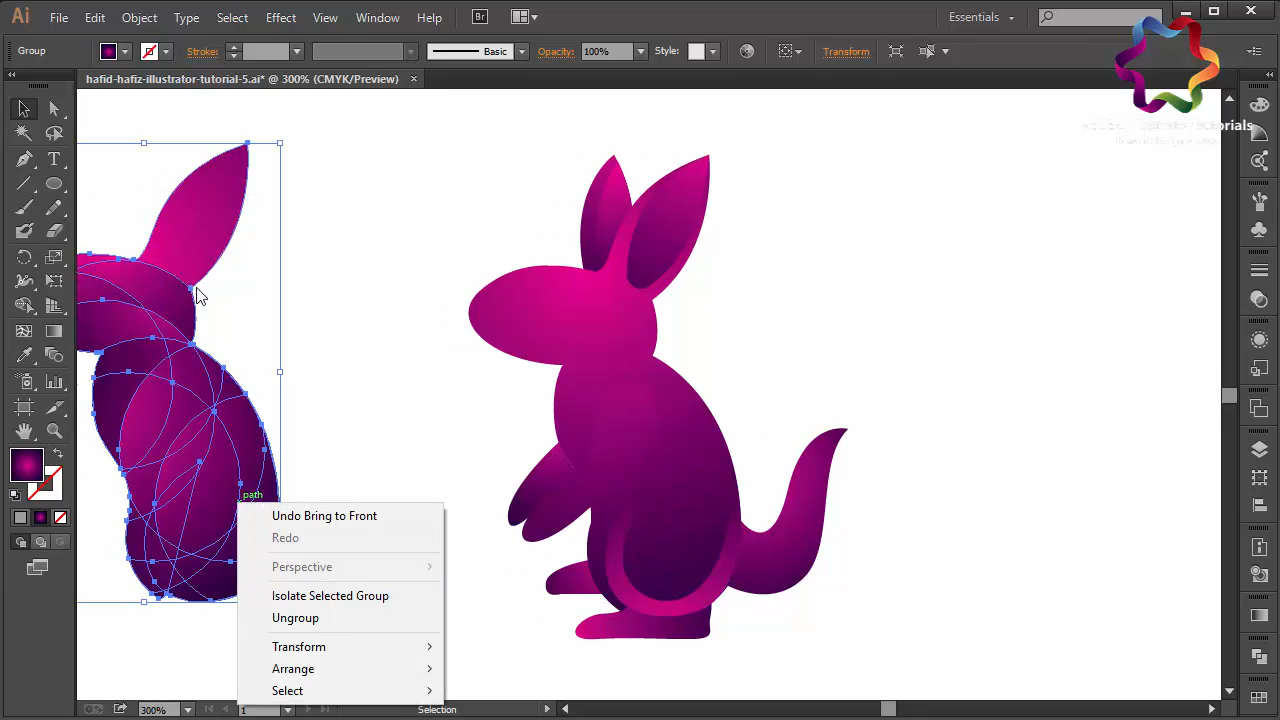 Ai File Edit Object Type Select Effect View Window Help Br Essentials
Group Stroke: Basic Opacity: 100% Style: Transform
hafid-hafiz-illustrator-tutorial-5.ai* @ 300% (CMYK/Preview)
path
Undo Bring to Front
Redo
Perspective
Isolate Selected Group
Ungroup
Transform
Arrange
Select
300% 1 Selection